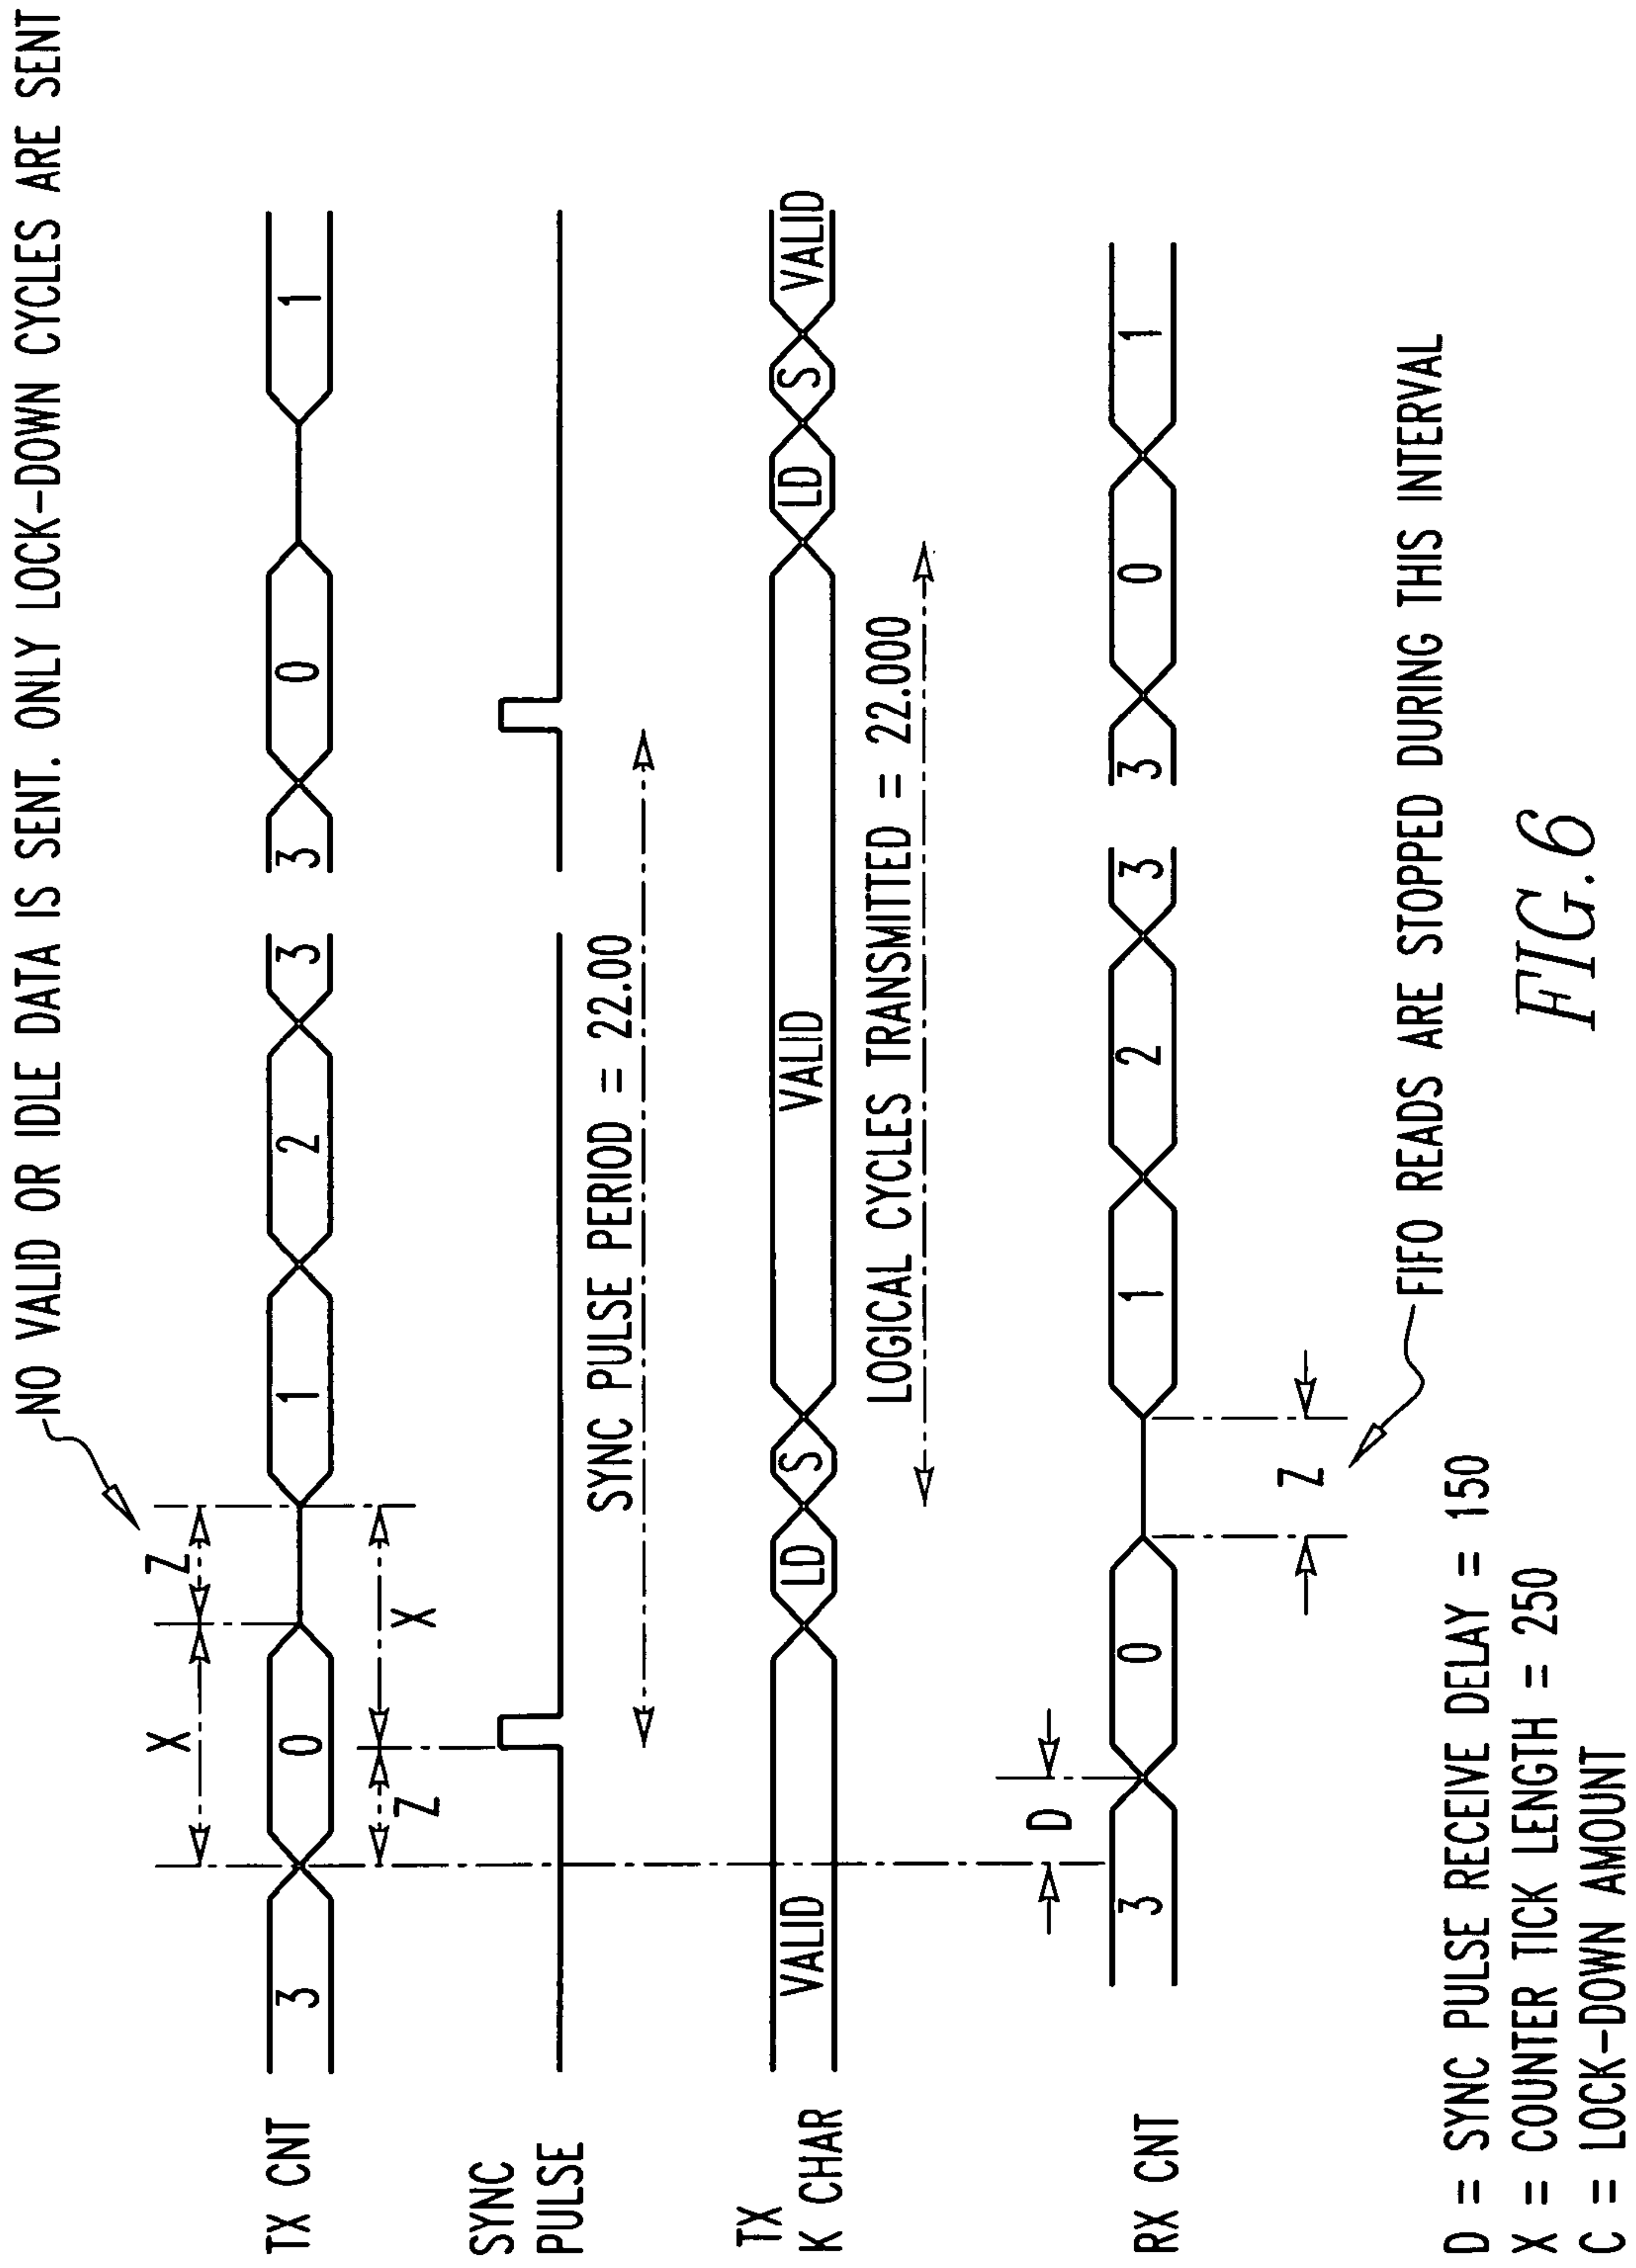 NO VALID OR IDLE DATA IS SENT. ONLY LOCK-DOWN CYCLES ARE SENT
X
Z
TX CNT
3
0
1
2
3
3
0
1
Z
X
SYNC
PULSE
SYNC PULSE PERIOD = 22.00
TX
K CHAR
VALID
LD
S
VALID
LD
S
VALID
LOGICAL CYCLES TRANSMITTED = 22.000
D
RX CNT
3
0
1
2
3
3
0
1
Z
FIFO READS ARE STOPPED DURING THIS INTERVAL
D = SYNC PULSE RECEIVE DELAY = 150
X = COUNTER TICK LENGTH = 250
C = LOCK-DOWN AMOUNT
FIG. 6